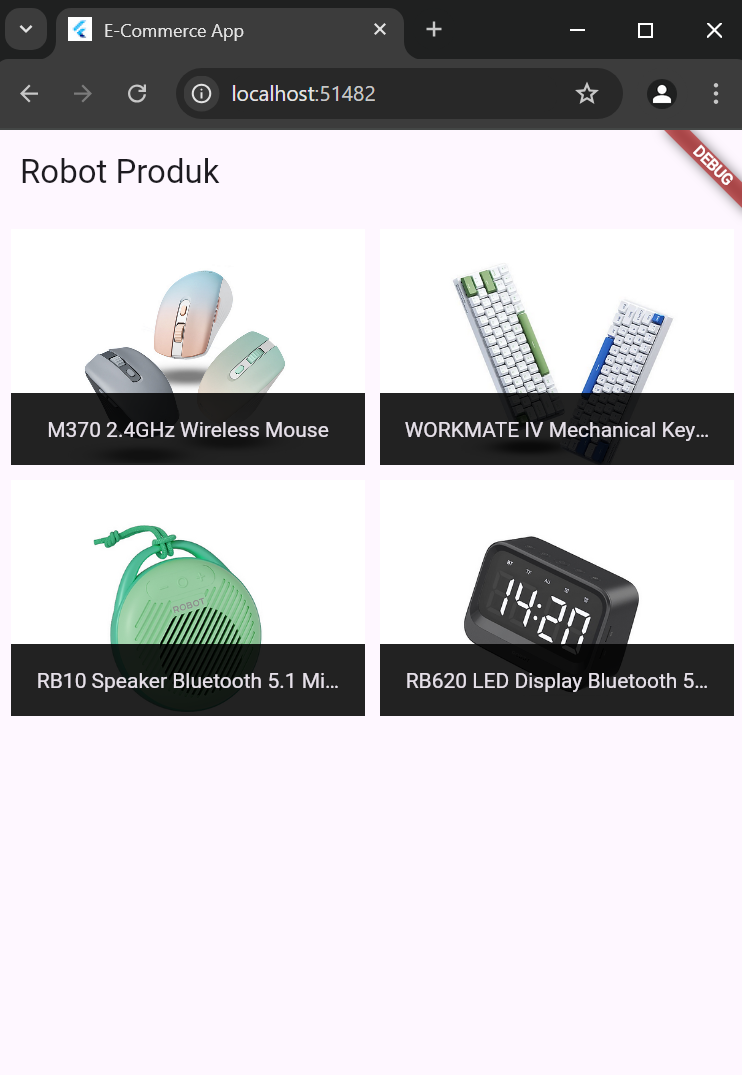 E-Commerce App
localhost:51482
DEBUG
Robot Produk
M370 2.4GHz Wireless Mouse
WORKMATE IV Mechanical Key…
ROBOT
RB10 Speaker Bluetooth 5.1 Mi…
14:20
RB620 LED Display Bluetooth 5…